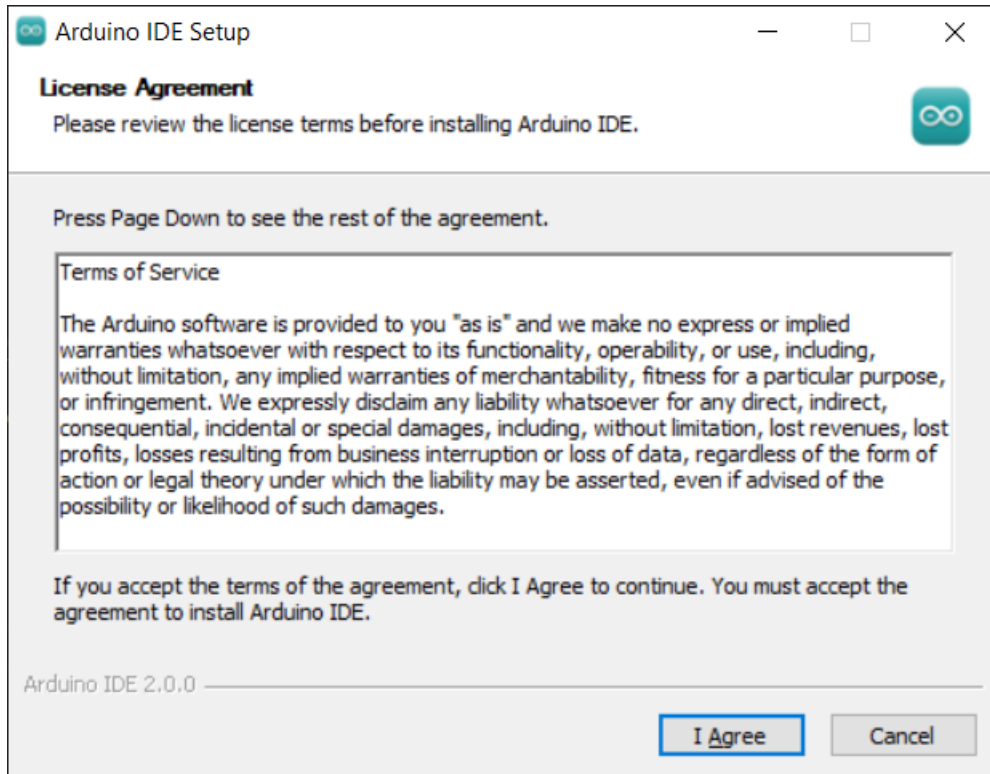 Arduino IDE Setup
License Agreement
Please review the license terms before installing Arduino IDE.
Press Page Down to see the rest of the agreement.
Terms of Service
The Arduino software is provided to you "as is" and we make no express or implied
warranties whatsoever with respect to its functionality, operability, or use, including,
without limitation, any implied warranties of merchantability, fitness for a particular purpose,
or infringement. We expressly disclaim any liability whatsoever for any direct, indirect,
consequential, incidental or special damages, including, without limitation, lost revenues, lost
profits, losses resulting from business interruption or loss of data, regardless of the form of
action or legal theory under which the liability may be asserted, even if advised of the
possibility or likelihood of such damages.
If you accept the terms of the agreement, click I Agree to continue. You must accept the
agreement to install Arduino IDE.
Arduino IDE 2.0.0
I Agree
Cancel